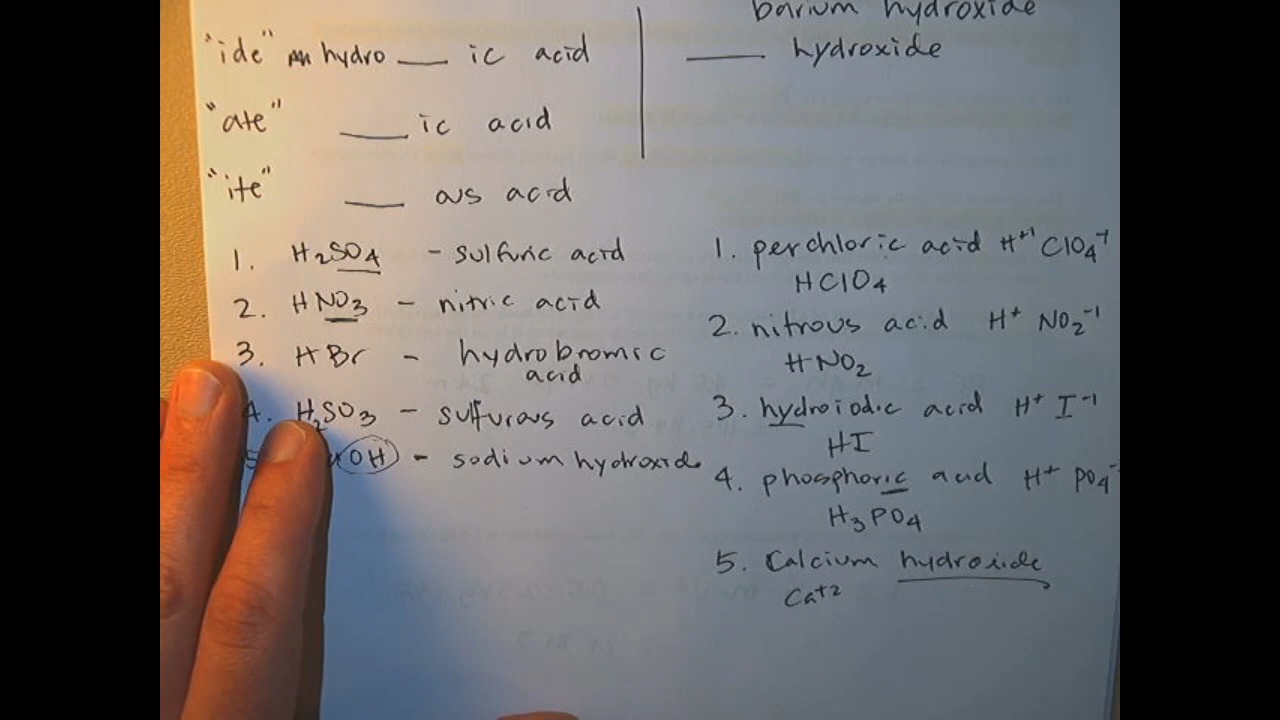 "ide" hydro ___ ic acid
"ate" ___ ic acid
"ite" ___ ous acid
barium hydroxide
___ hydroxide
1. H2SO4 - sulfuric acid
2. HNO3 - nitric acid
3. HBr - hydrobromic
acid
4. H2SO3 - sulfurous acid
OH - sodium hydroxide
1. perchloric acid H+1 ClO4-1
HClO4
2. nitrous acid H+ NO2-1
HNO2
3. hydroiodic acid H+ I-1
HI
4. phosphoric acid H+ PO4-
H3PO4
5. Calcium hydroxide
Ca+2